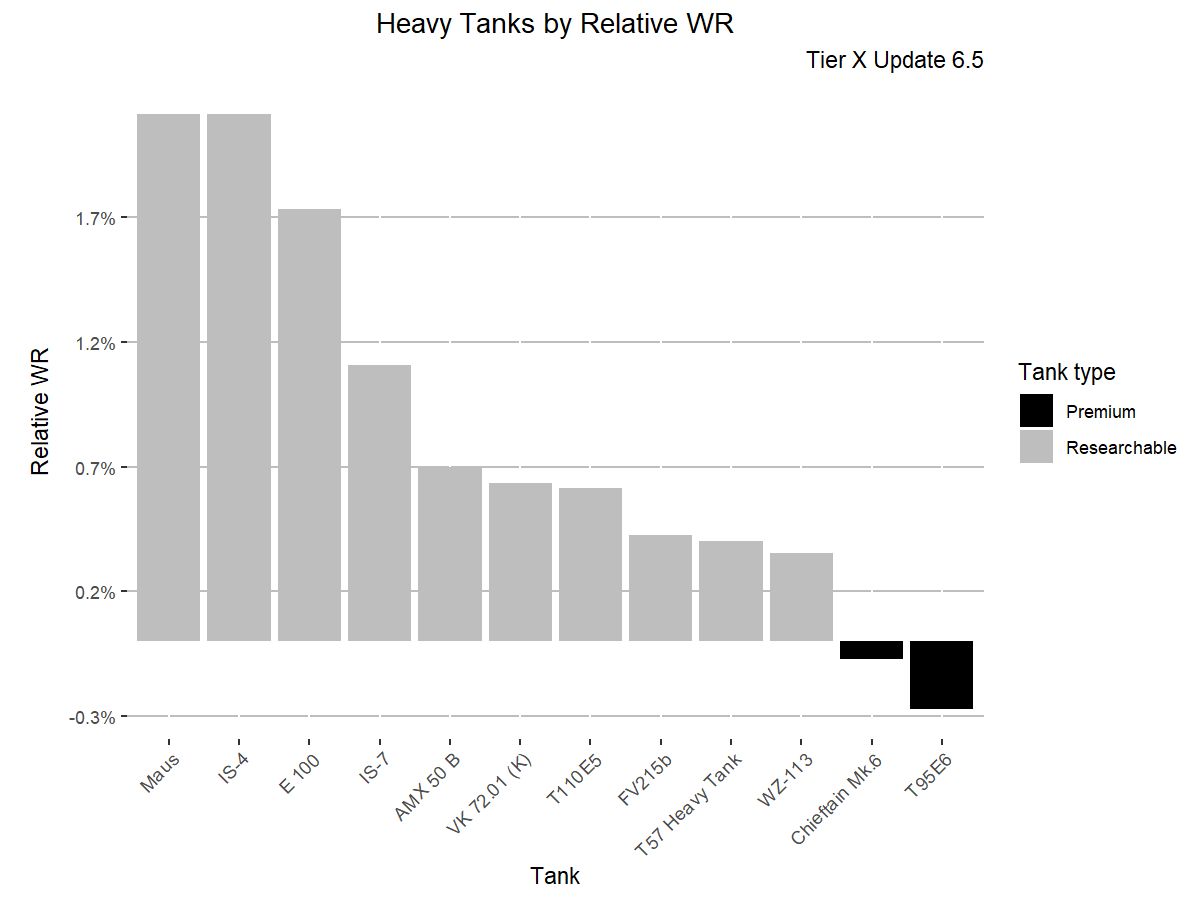 Heavy Tanks by Relative WR
Tier X Update 6.5
Relative WR
1.7%
1.2%
0.7%
0.2%
-0.3%
Maus
IS-4
E 100
IS-7
AMX 50 B
VK 72.01 (K)
T110E5
FV215b
T57 Heavy Tank
WZ-113
Chieftain Mk.6
T95E6
Tank
Tank type
Premium
Researchable